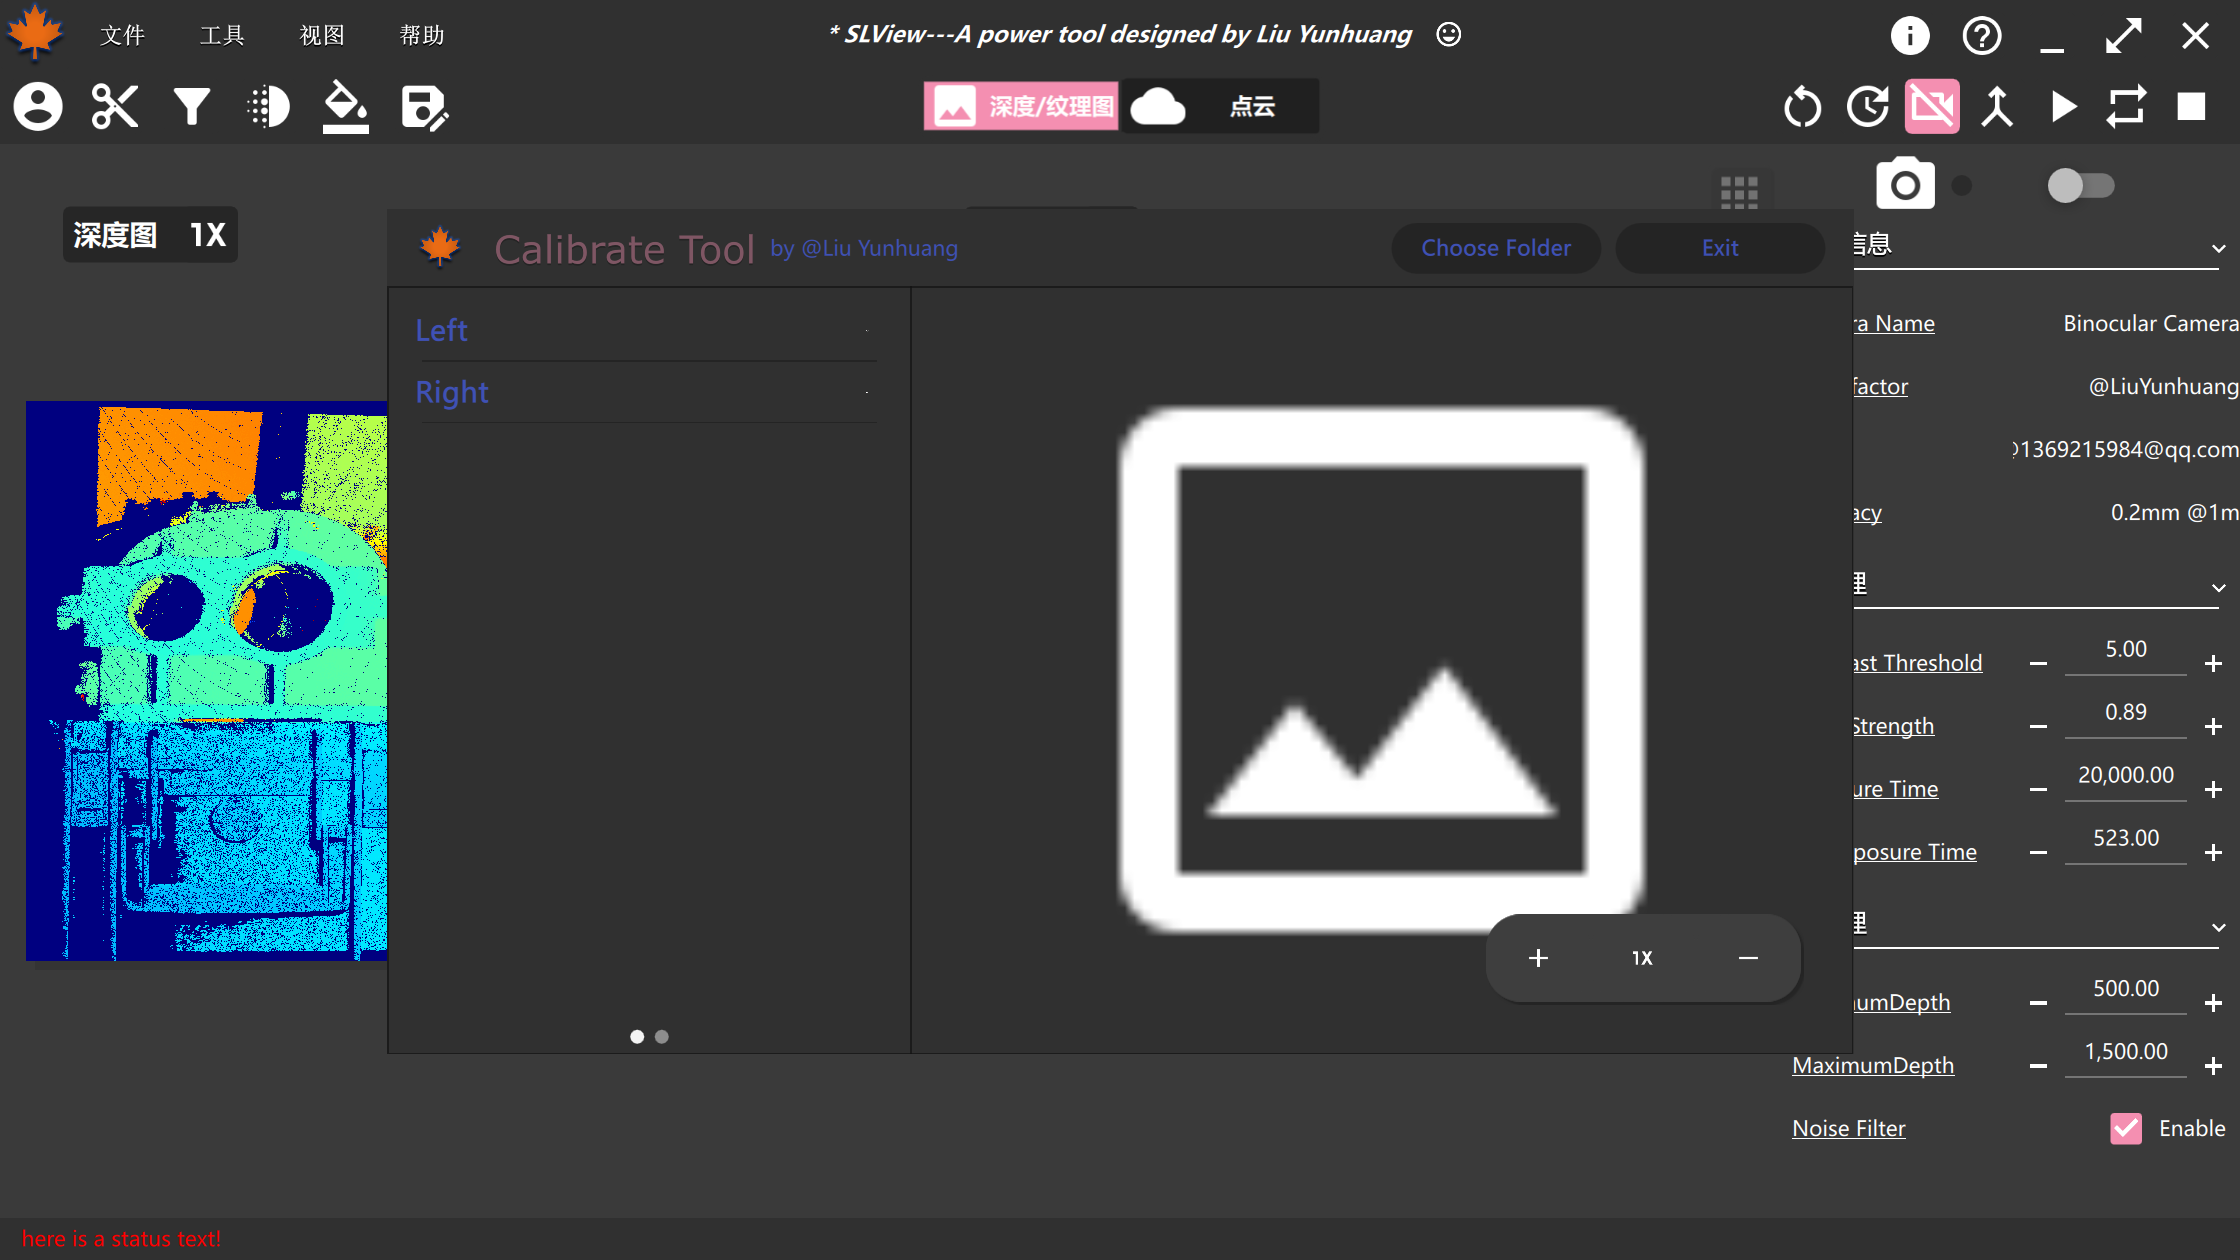 文件 工具 视图 帮助
* SLView---A power tool designed by Liu Yunhuang
深度/纹理图 点云
深度图 1X
Calibrate Tool by @Liu Yunhuang
Choose Folder Exit
Left
Right
1X
信息
ra Name Binocular Camera
factor @LiuYunhuang
1369215984@qq.com
acy 0.2mm @1m
理
ast Threshold 5.00
Strength 0.89
ure Time 20,000.00
posure Time 523.00
理
umDepth 500.00
MaximumDepth 1,500.00
Noise Filter Enable
here is a status text!